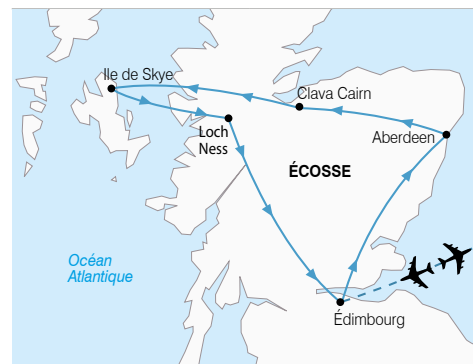 Ile de Skye
Clava Cairn
Loch
Ness
Aberdeen
ÉCOSSE
Océan
Atlantique
Édimbourg